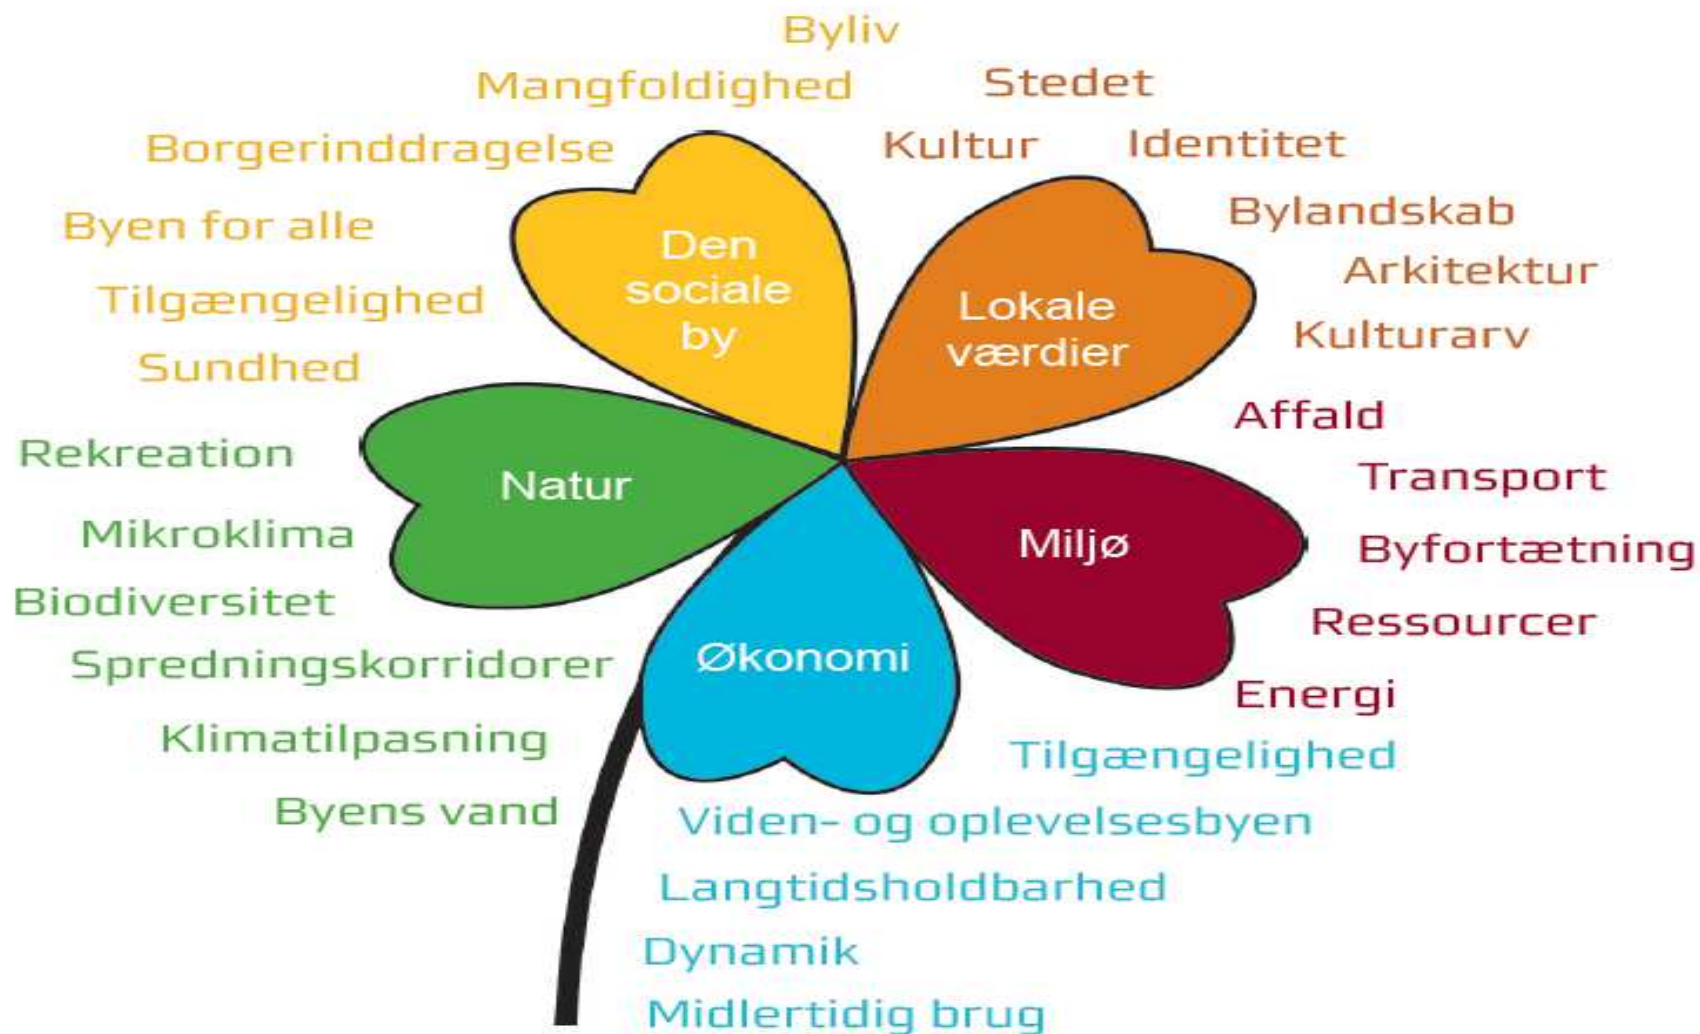 Byliv
Mangfoldighed
Borgerinddragelse
Byen for alle
Tilgængelighed
Sundhed
Den
sociale
by
Stedet
Kultur
Identitet
Bylandskab
Arkitektur
Kulturarv
Lokale
værdier
Affald
Transport
Byfortætning
Ressourcer
Energi
Miljø
Rekreation
Mikroklima
Biodiversitet
Spredningskorridorer
Klimatilpasning
Byens vand
Natur
Økonomi
Tilgængelighed
Viden- og oplevelsesbyen
Langtidsholdbarhed
Dynamik
Midlertidig brug